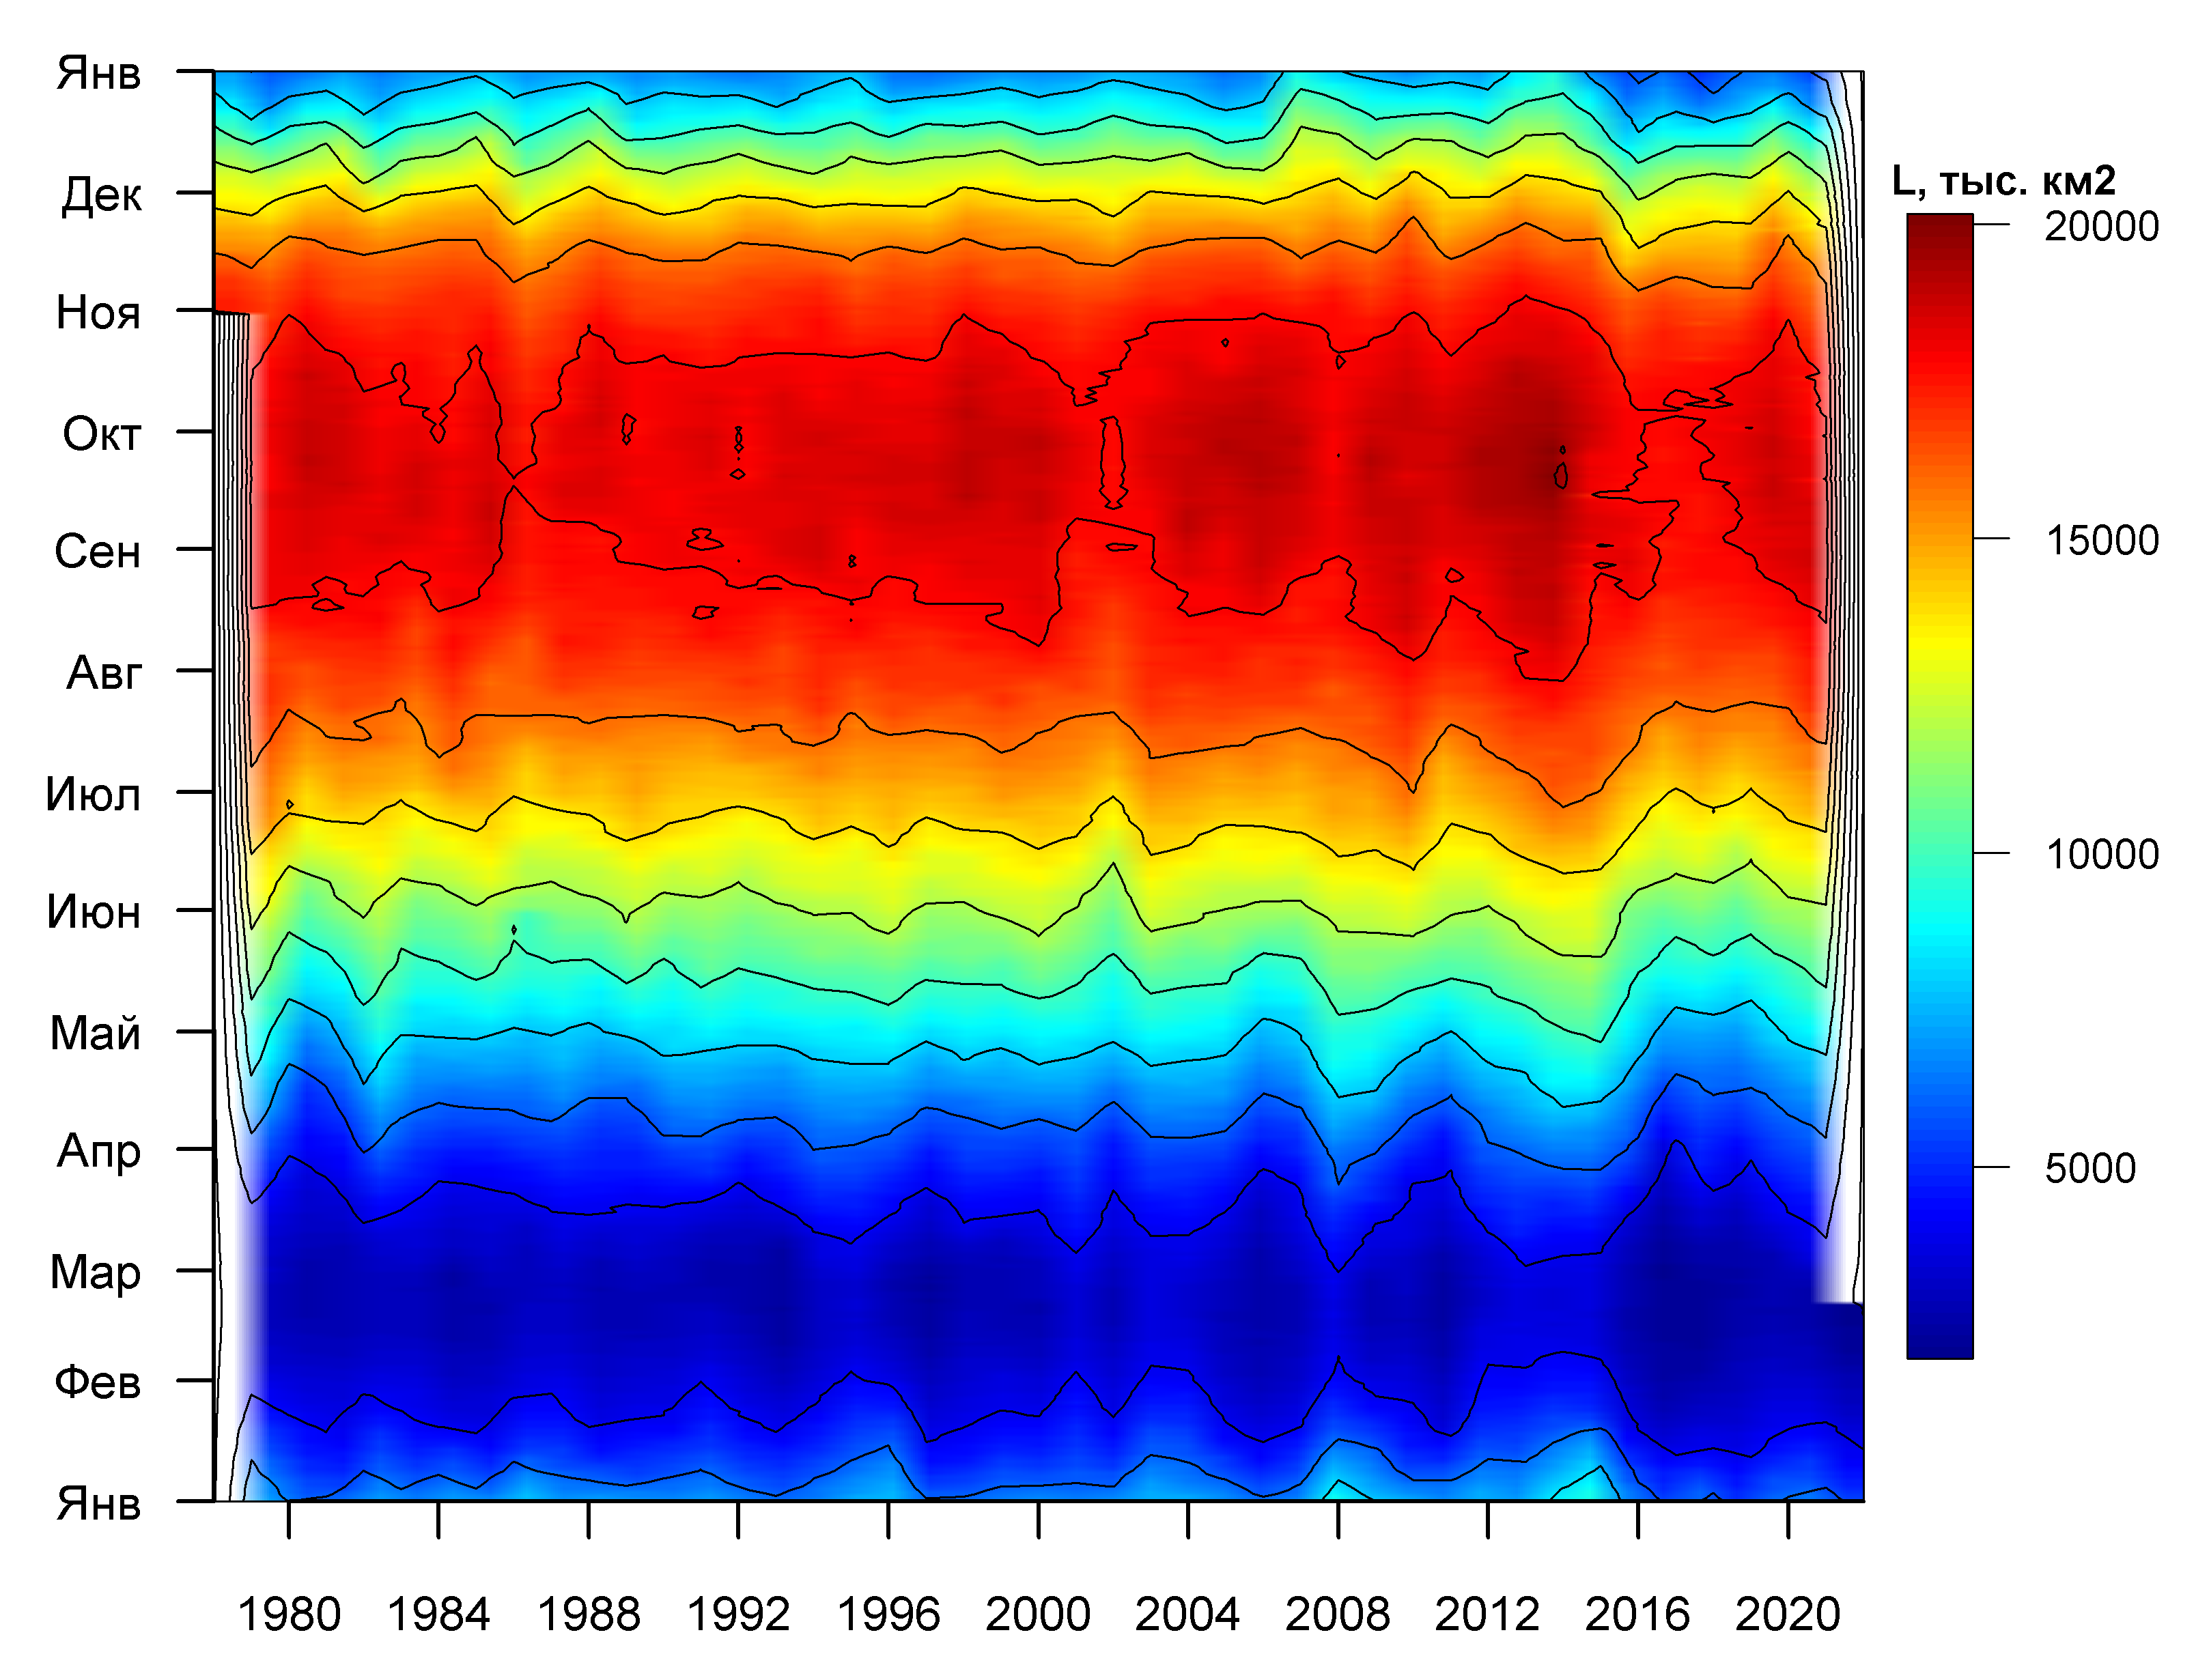 Янв
Дек
Ноя
Окт
Сен
Авг
Июл
Июн
Май
Апр
Мар
Фев
Янв
1980 1984 1988 1992 1996 2000 2004 2008 2012 2016 2020
L, тыс. км2
20000
15000
10000
5000